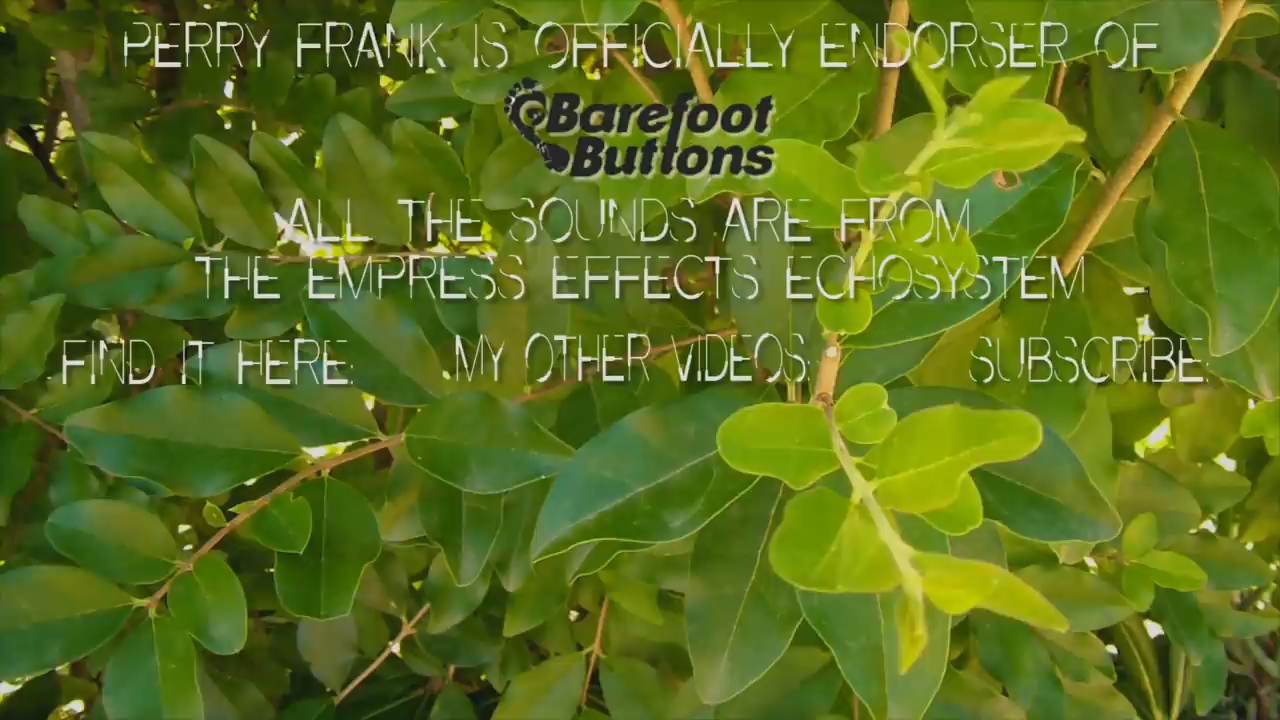 PERRY FRANK IS OFFICIALLY ENDORSER OF
Barefoot
Buttons
ALL THE SOUNDS ARE FROM
THE EMPRESS EFFECTS ECHOSYSTEM
FIND IT HERE: MY OTHER VIDEOS: SUBSCRIBE: